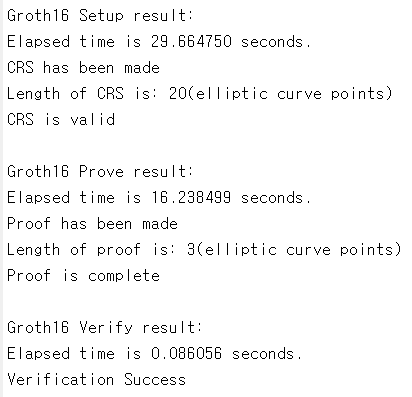 Groth16 Setup result:
Elapsed time is 29.664750 seconds.
CRS has been made
Length of CRS is: 20(elliptic curve points)
CRS is valid
Groth16 Prove result:
Elapsed time is 16.238499 seconds.
Proof has been made
Length of proof is: 3(elliptic curve points)
Proof is complete
Groth16 Verify result:
Elapsed time is 0.086056 seconds.
Verification Success